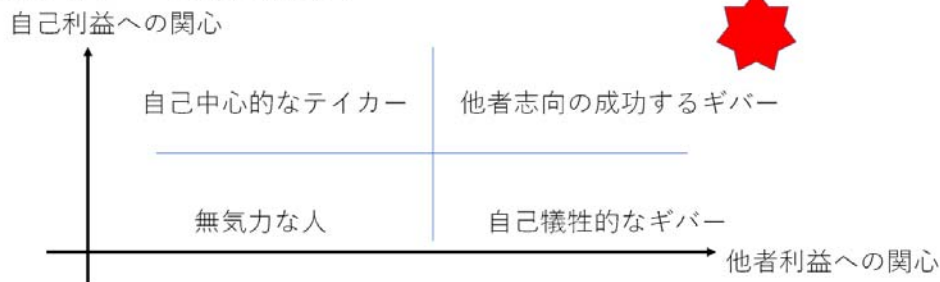 自己利益への関心
自己中心的なテイカー
他者志向の成功するギバー
無気力な人
自己犠牲的なギバー
他者利益への関心